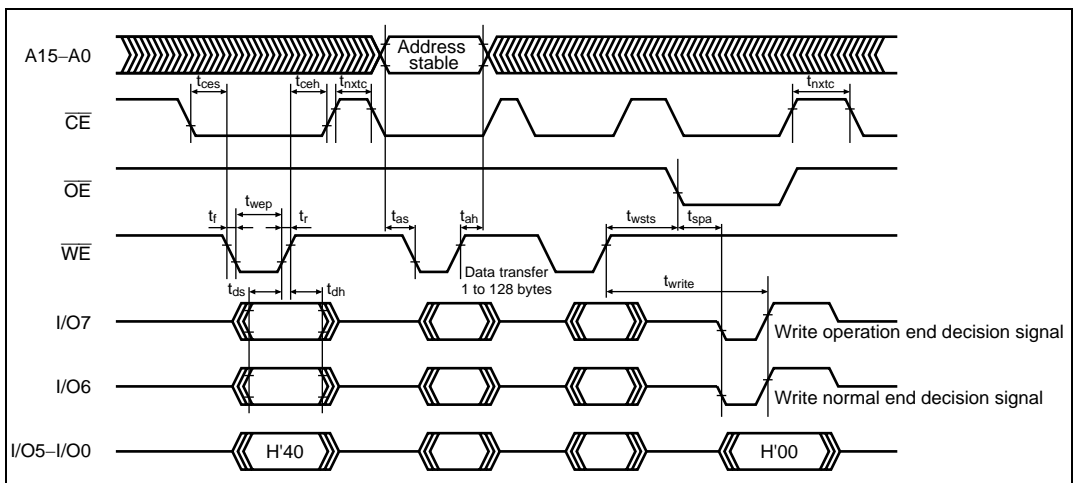 A15–A0
Address
stable
tces
tceh
tnxtc
tnxtc
CE
OE
tf
twep
tr
tas
tah
twsts
tspa
WE
Data transfer
1 to 128 bytes
twrite
tds
tdh
I/O7
Write operation end decision signal
I/O6
Write normal end decision signal
I/O5–I/O0
H'40
H'00